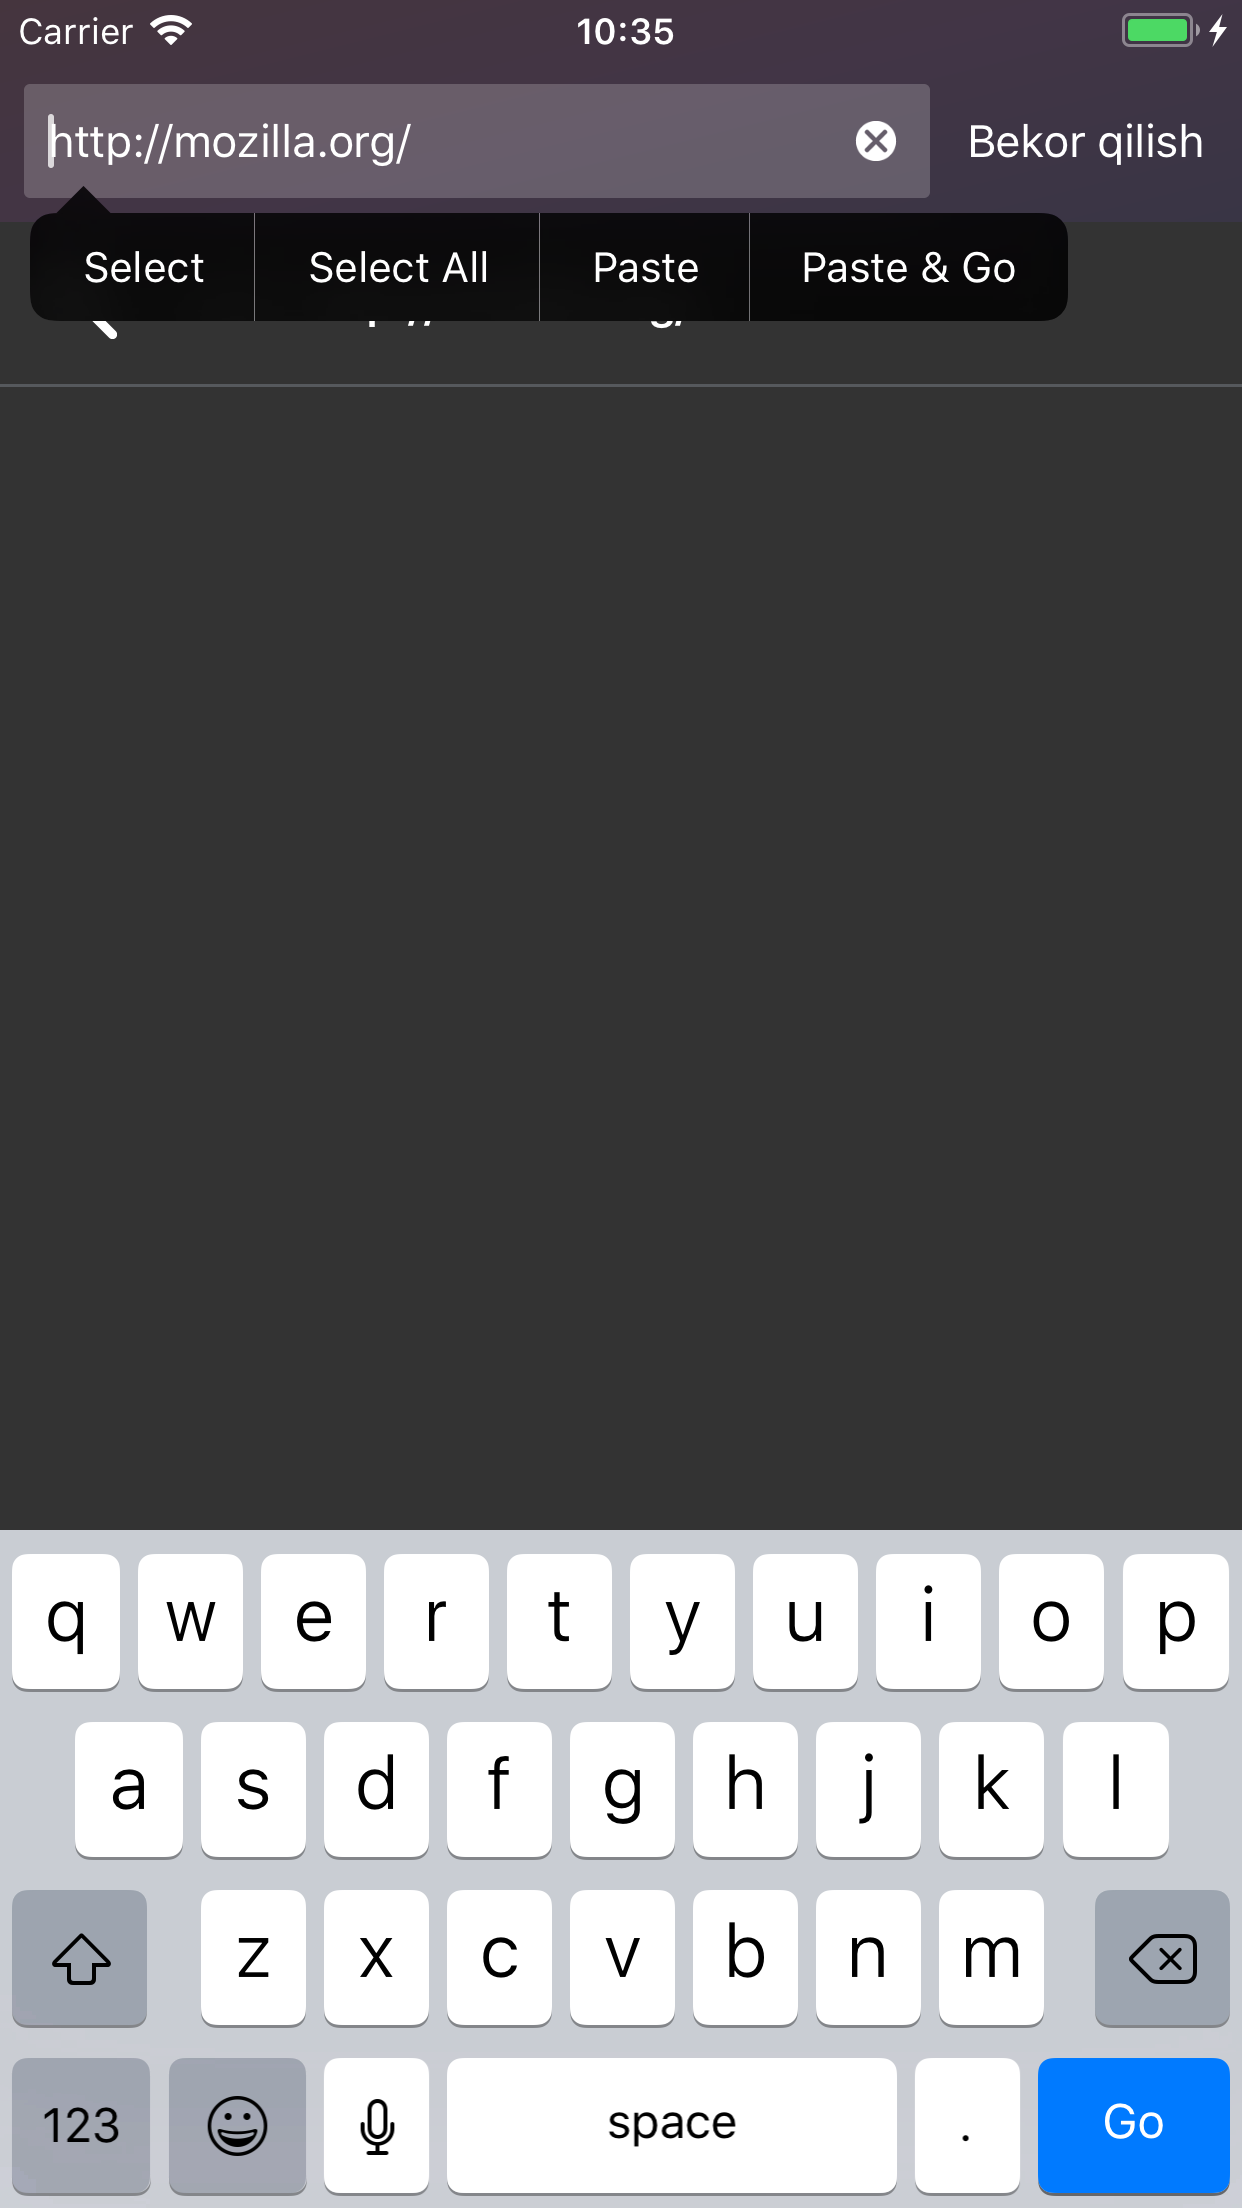 Carrier 10:35
http://mozilla.org/ Bekor qilish
Select Select All Paste Paste & Go
q w e r t y u i o p
a s d f g h j k l
z x c v b n m
123 space . Go